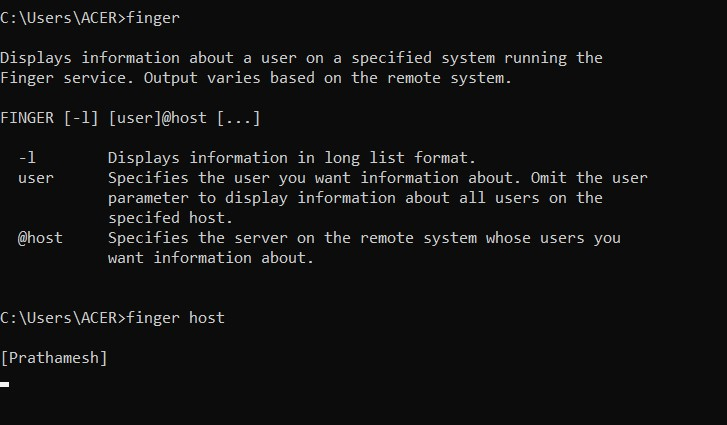 C:\Users\ACER>finger
Displays information about a user on a specified system running the
Finger service. Output varies based on the remote system.
FINGER [-l] [user]@host [...]
-l Displays information in long list format.
user Specifies the user you want information about. Omit the user
parameter to display information about all users on the
specifed host.
@host Specifies the server on the remote system whose users you
want information about.
C:\Users\ACER>finger host
[Prathamesh]